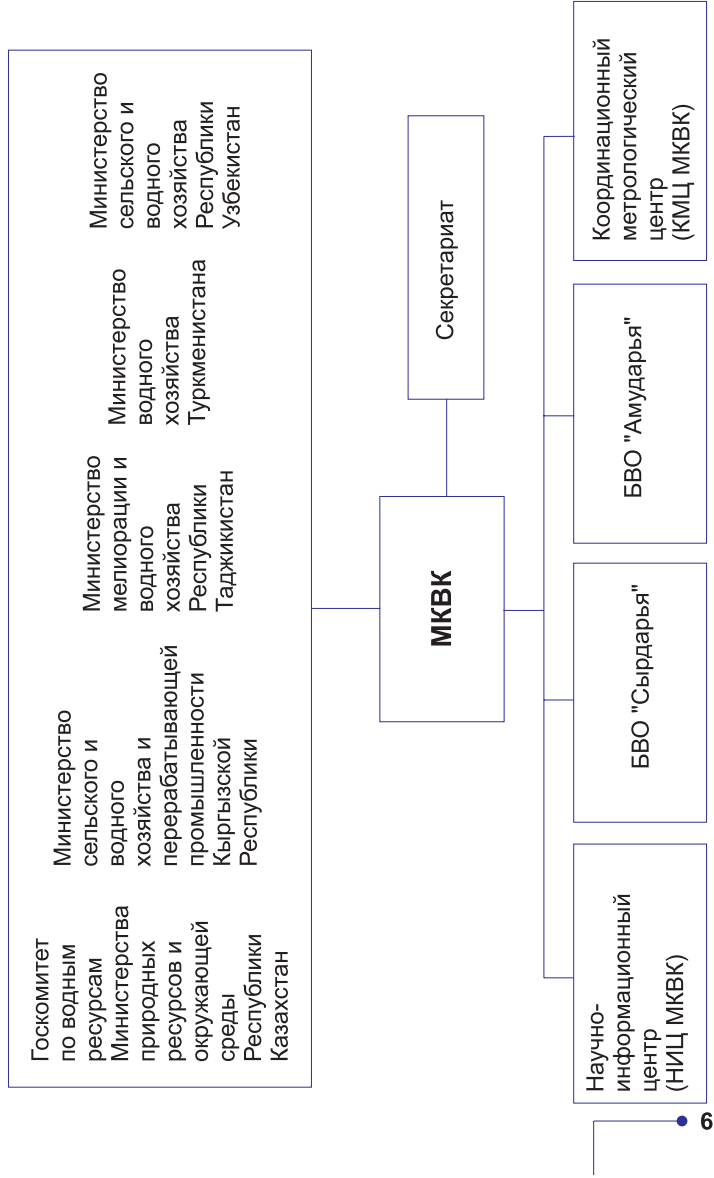 Госкомитет
по водным
ресурсам
Министерства
природных
ресурсов и
окружающей
среды
Республики
Казахстан
Министерство
сельского и
водного
хозяйства и
перерабатывающей
промышленности
Кыргызской
Республики
Министерство
мелиорации и
водного
хозяйства
Республики
Таджикистан
Министерство
водного
хозяйства
Туркменистана
Министерство
сельского и
водного
хозяйства
Республики
Узбекистан
МКВК
Секретариат
Научно-
информационный
центр
(НИЦ МКВК)
БВО "Сырдарья"
БВО "Амударья"
Координационный
метрологический
центр
(КМЦ МКВК)
6